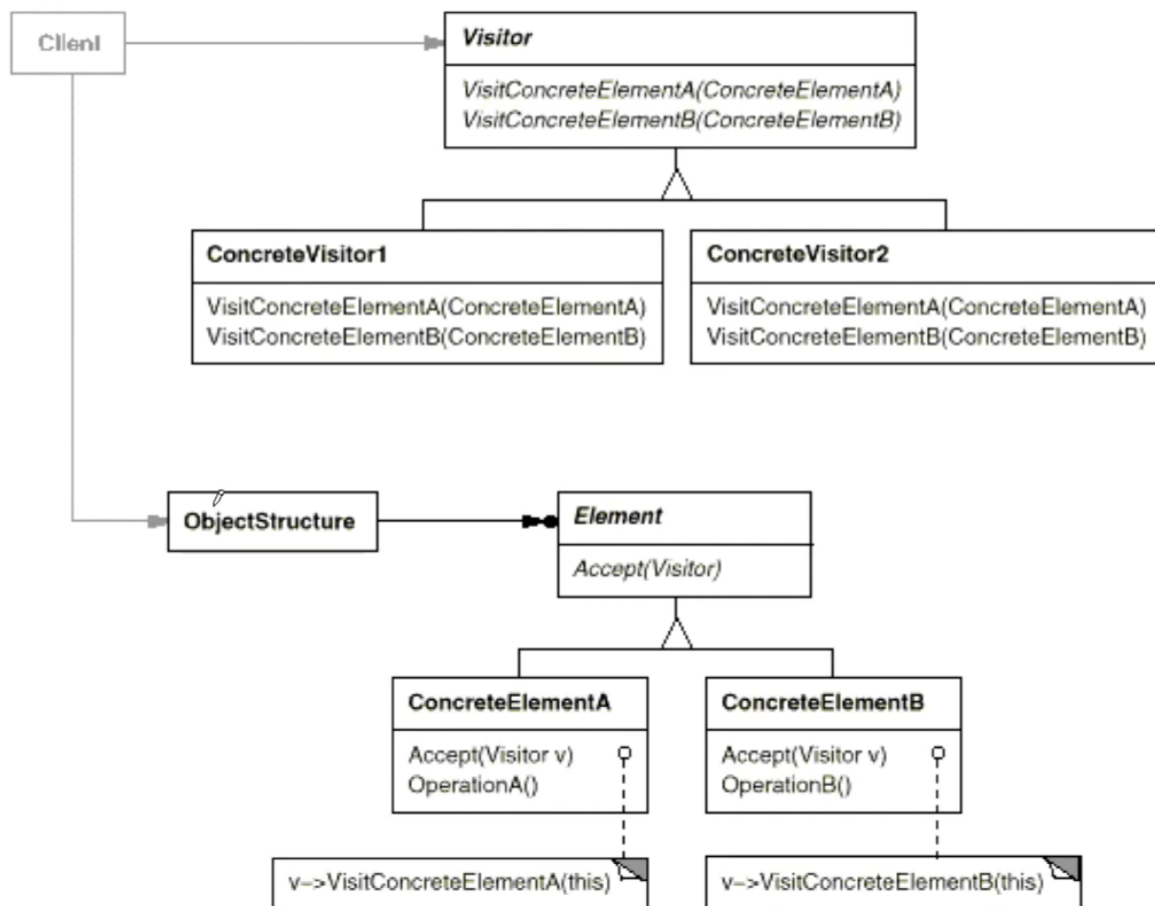 Client
Visitor
VisitConcreteElementA(ConcreteElementA)
VisitConcreteElementB(ConcreteElementB)
ConcreteVisitor1
VisitConcreteElementA(ConcreteElementA)
VisitConcreteElementB(ConcreteElementB)
ConcreteVisitor2
VisitConcreteElementA(ConcreteElementA)
VisitConcreteElementB(ConcreteElementB)
ObjectStructure
Element
Accept(Visitor)
ConcreteElementA
Accept(Visitor v)
OperationA()
ConcreteElementB
Accept(Visitor v)
OperationB()
v->VisitConcreteElementA(this)
v->VisitConcreteElementB(this)